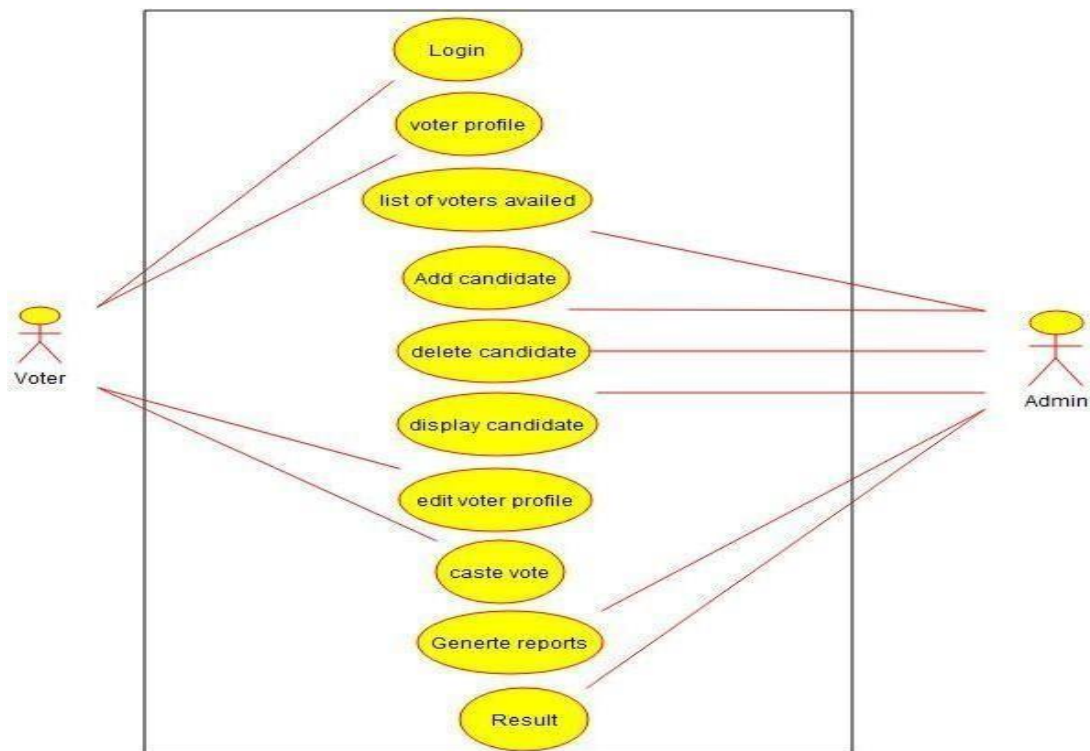 Login
voter profile
list of voters availed
Add candidate
delete candidate
display candidate
edit voter profile
caste vote
Generte reports
Result
Voter
Admin